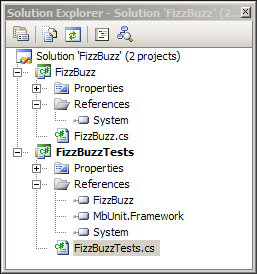 Solution Explorer - Solution 'FizzBuzz' (2...
Solution 'FizzBuzz' (2 projects)
FizzBuzz
Properties
References
System
FizzBuzz.cs
FizzBuzzTests
Properties
References
FizzBuzz
MbUnit.Framework
System
FizzBuzzTests.cs